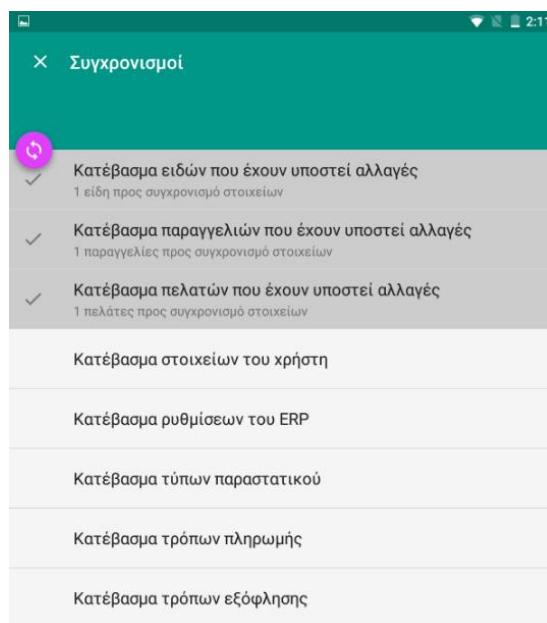 2:11
Συγχρονισμοί
Κατέβασμα ειδών που έχουν υποστεί αλλαγές
1 είδη προς συγχρονισμό στοιχείων
Κατέβασμα παραγγελιών που έχουν υποστεί αλλαγές
1 παραγγελίες προς συγχρονισμό στοιχείων
Κατέβασμα πελατών που έχουν υποστεί αλλαγές
1 πελάτες προς συγχρονισμό στοιχείων
Κατέβασμα στοιχείων του χρήστη
Κατέβασμα ρυθμίσεων του ERP
Κατέβασμα τύπων παραστατικού
Κατέβασμα τρόπων πληρωμής
Κατέβασμα τρόπων εξόφλησης